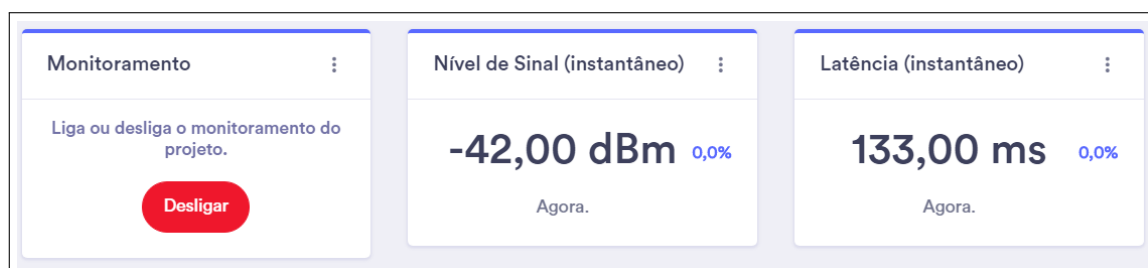 Monitoramento
Liga ou desliga o monitoramento do
projeto.
Desligar
Nível de Sinal (instantâneo)
-42,00 dBm 0,0%
Agora.
Latência (instantâneo)
133,00 ms 0,0%
Agora.